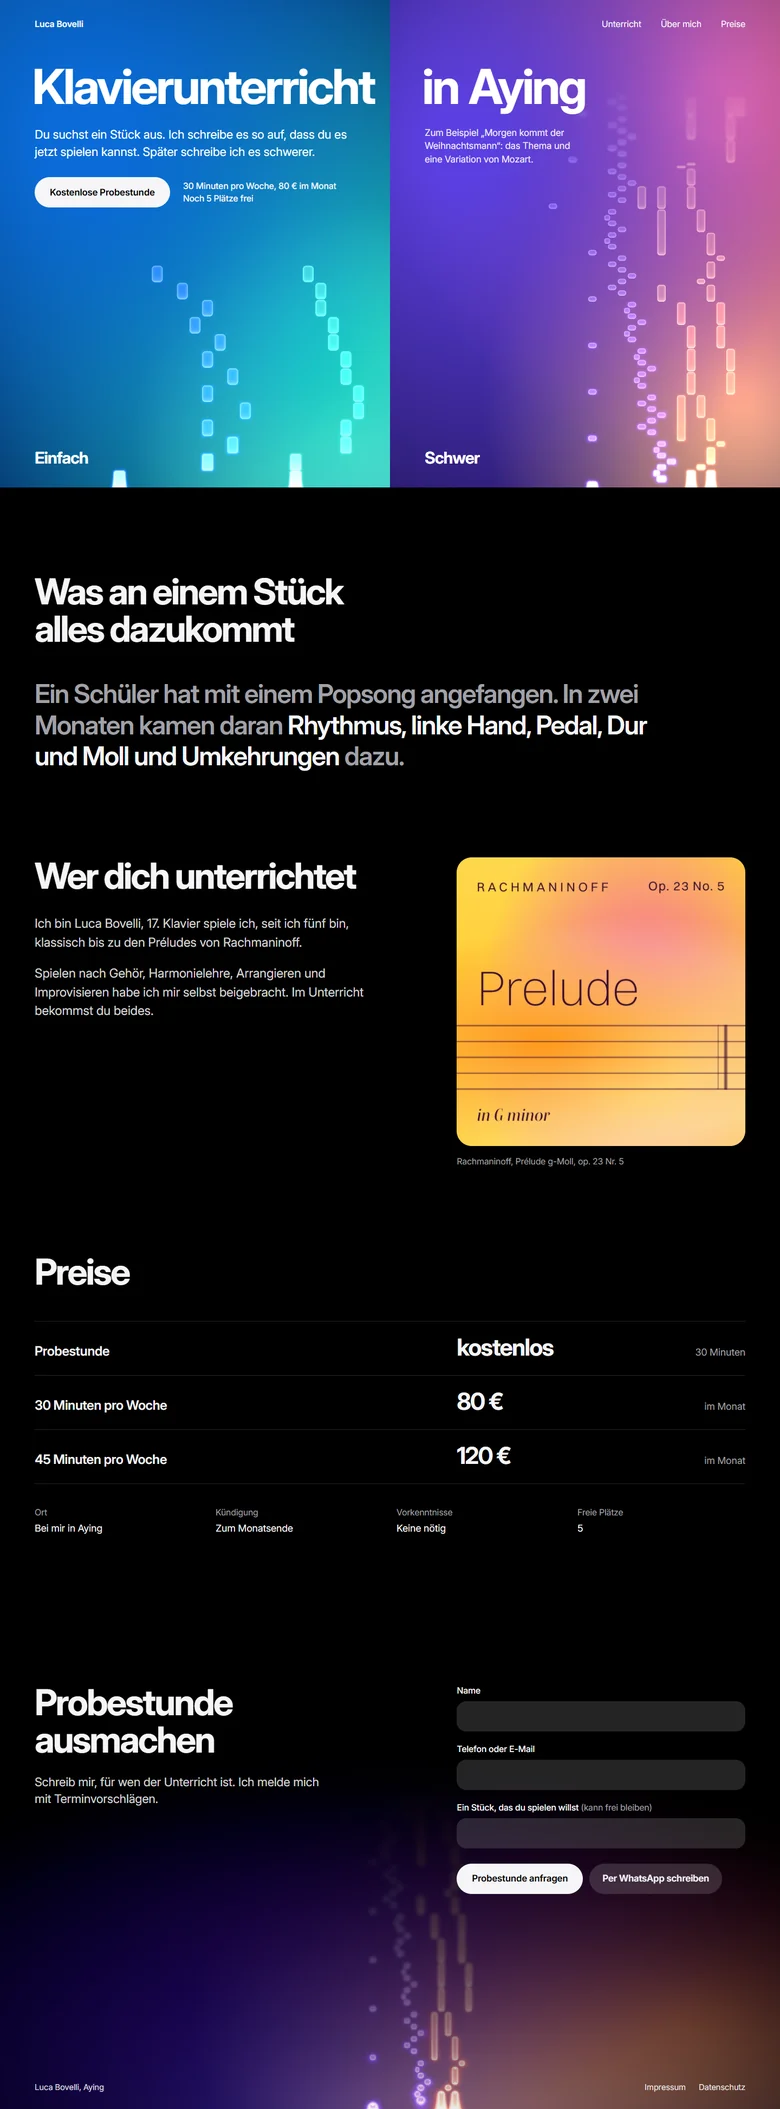 Luca Bovelli
Unterricht Über mich Preise
Klavierunterricht in Aying
Du suchst ein Stück aus. Ich schreibe es so auf, dass du es
jetzt spielen kannst. Später schreibe ich es schwerer.
Kostenlose Probestunde
30 Minuten pro Woche, 80 € im Monat
Noch 5 Plätze frei
Zum Beispiel „Morgen kommt der
Weihnachtsmann“: das Thema und
eine Variation von Mozart.
Einfach
Schwer
Was an einem Stück
alles dazukommt
Ein Schüler hat mit einem Popsong angefangen. In zwei
Monaten kamen daran Rhythmus, linke Hand, Pedal, Dur
und Moll und Umkehrungen dazu.
Wer dich unterrichtet
Ich bin Luca Bovelli, 17. Klavier spiele ich, seit ich fünf bin,
klassisch bis zu den Préludes von Rachmaninoff.
Spielen nach Gehör, Harmonielehre, Arrangieren und
Improvisieren habe ich mir selbst beigebracht. Im Unterricht
bekommst du beides.
RACHMANINOFF Op. 23 No. 5
Prelude
in G minor
Rachmaninoff, Prélude g-Moll, op. 23 Nr. 5
Preise
Probestunde kostenlos 30 Minuten
30 Minuten pro Woche 80 € im Monat
45 Minuten pro Woche 120 € im Monat
Ort Kündigung Vorkenntnisse Freie Plätze
Bei mir in Aying Zum Monatsende Keine nötig 5
Probestunde
ausmachen
Schreib mir, für wen der Unterricht ist. Ich melde mich
mit Terminvorschlägen.
Name
Telefon oder E-Mail
Ein Stück, das du spielen willst (kann frei bleiben)
Probestunde anfragen
Per WhatsApp schreiben
Luca Bovelli, Aying
Impressum Datenschutz